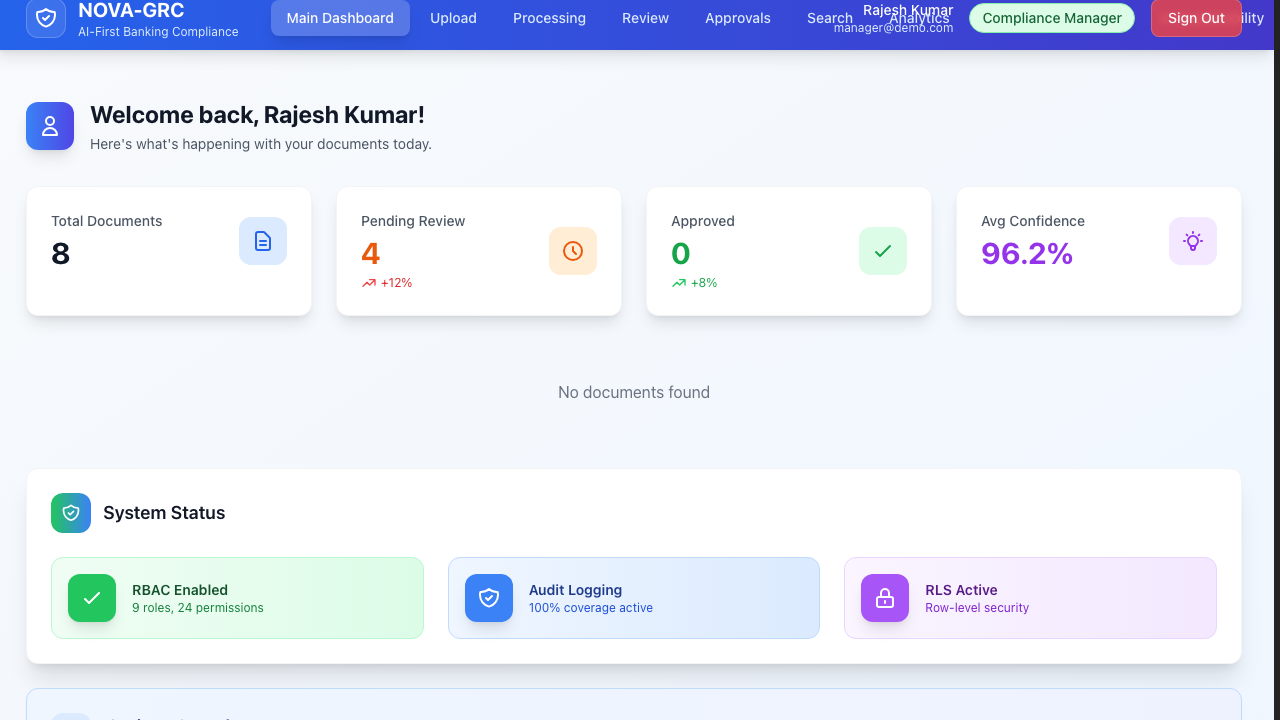 NOVA-GRC
AI-First Banking Compliance
Main Dashboard
Upload
Processing
Review
Approvals
Search
Analytics
Rajesh Kumar
manager@demo.com
Compliance Manager
Sign Out
ility
Welcome back, Rajesh Kumar!
Here's what's happening with your documents today.
Total Documents
8
Pending Review
4
+12%
Approved
0
+8%
Avg Confidence
96.2%
No documents found
System Status
RBAC Enabled
9 roles, 24 permissions
Audit Logging
100% coverage active
RLS Active
Row-level security